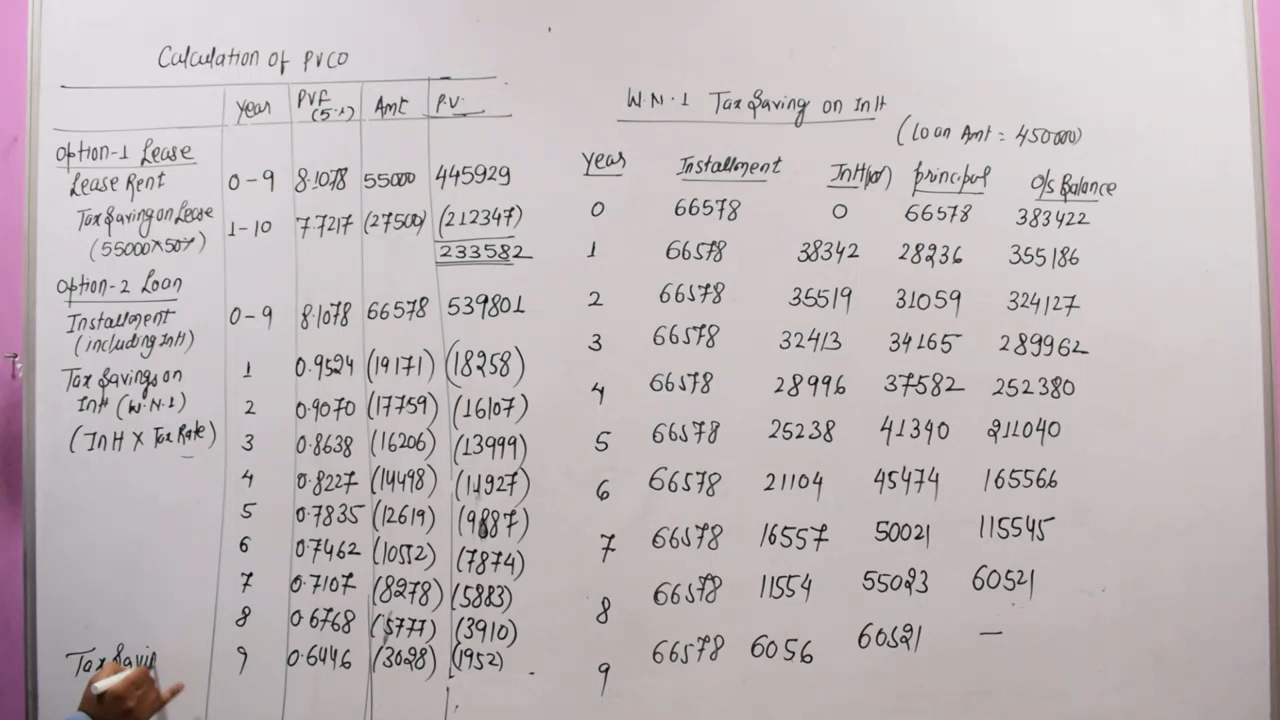 Calculation of PVCO
Year PVF (5%) Amt P.V.
Option-1 Lease
Lease Rent 0-9 8.1078 55000 445929
Tax Saving on Lease
(55000×50%) 1-10 7.7217 (27500) (212347)
233582
Option-2 Loan
Installment 0-9 8.1078 66578 539801
(including InH)
Tax Savings on 1 0.9524 (19171) (18258)
InH (W.N.1) 2 0.9070 (17759) (16107)
(InH × Tax Rate) 3 0.8638 (16206) (13999)
4 0.8227 (14498) (11927)
5 0.7835 (12619) (9887)
6 0.7462 (10552) (7874)
7 0.7107 (8278) (5883)
8 0.6768 (5777) (3910)
Tax Savin 9 0.6446 (3028) (1952)
W.N.1 Tax Saving on InH
(Loan Amt = 450000)
Year Installment InH(10%) principal O/s Balance
0 66578 0 66578 383422
1 66578 38342 28236 355186
2 66578 35519 31059 324127
3 66578 32413 34165 289962
4 66578 28996 37582 252380
5 66578 25238 41340 211040
6 66578 21104 45474 165566
7 66578 16557 50021 115545
8 66578 11554 55023 60521
9 66578 6056 60521 —